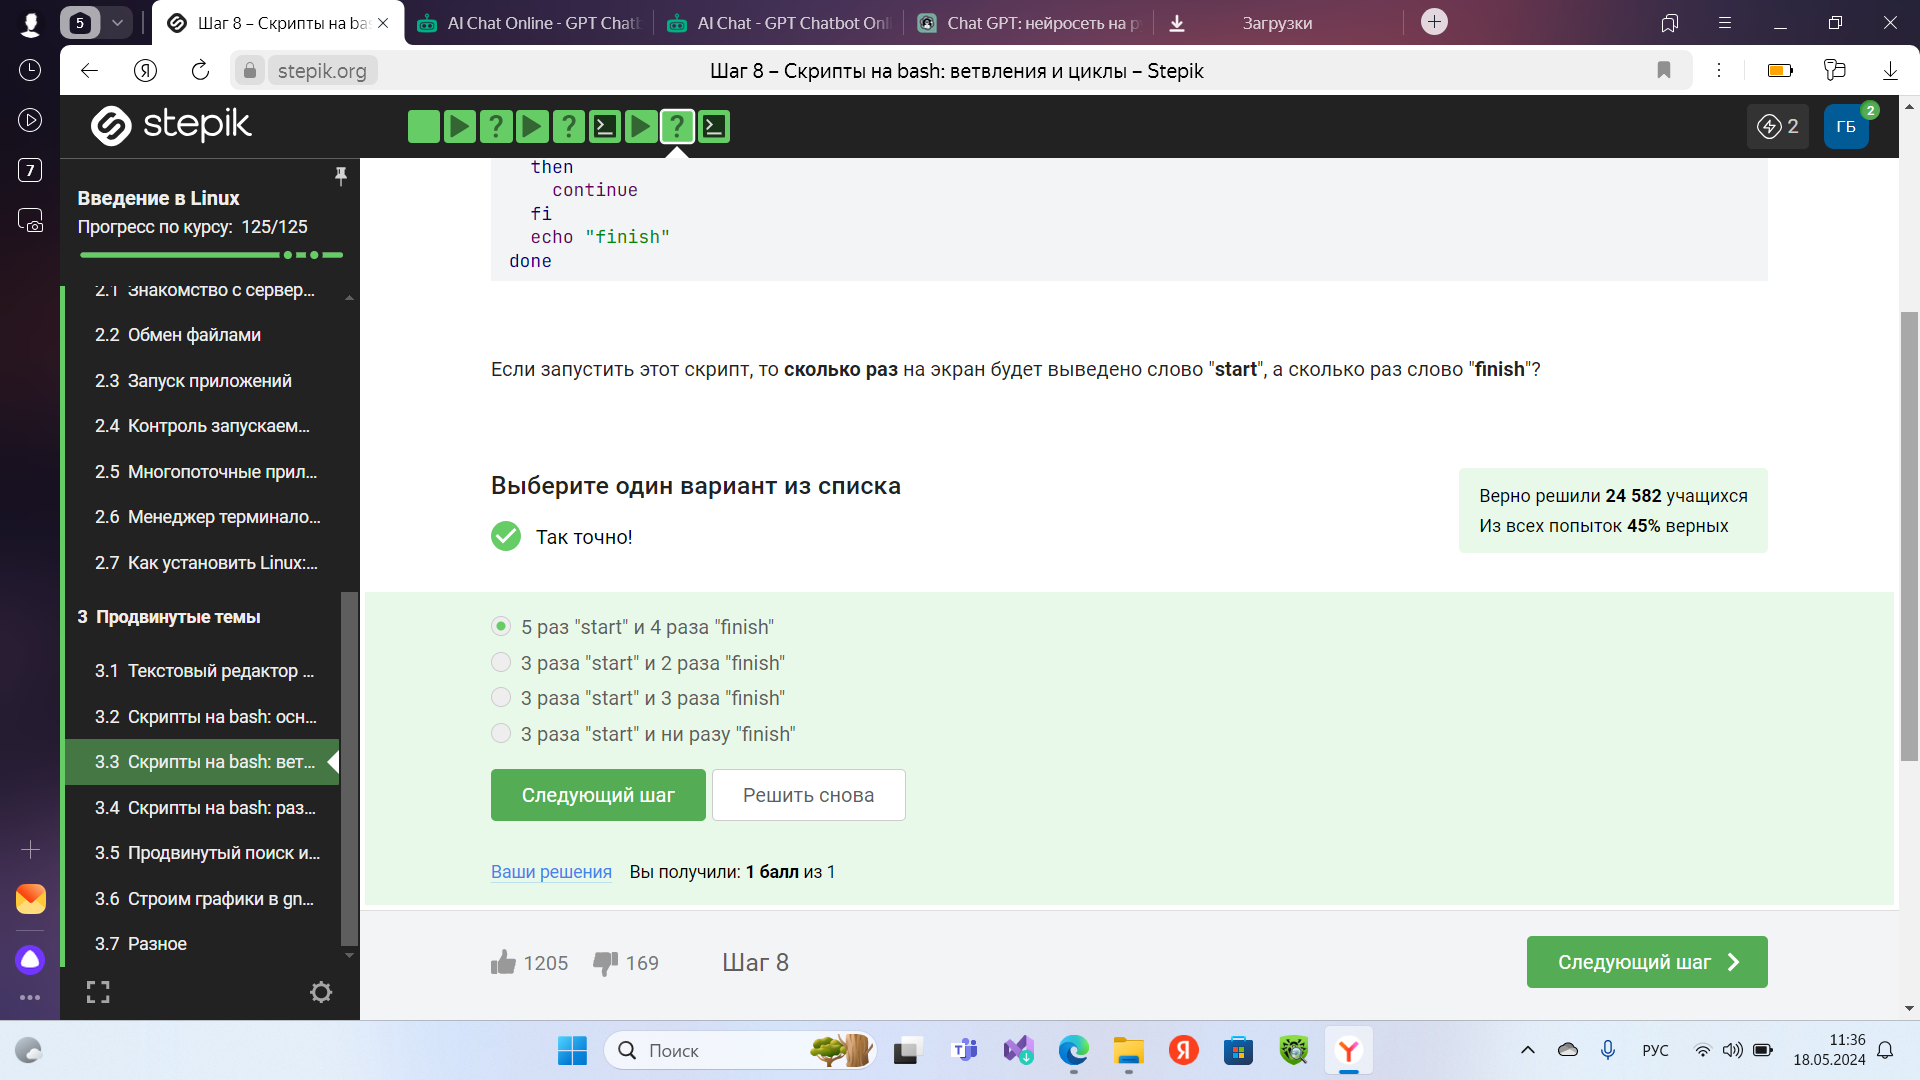 5
Шаг 8 – Скрипты на ba
AI Chat Online - GPT Chatb
AI Chat - GPT Chatbot Onl
Chat GPT: нейросеть на р
Загрузки
stepik.org
Шаг 8 – Скрипты на bash: ветвления и циклы – Stepik
7
stepik
2
ГБ
2
Введение в Linux
Прогресс по курсу: 125/125
2.1 Знакомство с сервер...
2.2 Обмен файлами
2.3 Запуск приложений
2.4 Контроль запускаем...
2.5 Многопоточные прил...
2.6 Менеджер терминало...
2.7 Как установить Linux:...
3 Продвинутые темы
3.1 Текстовый редактор ...
3.2 Скрипты на bash: осн...
3.3 Скрипты на bash: вет...
3.4 Скрипты на bash: раз...
3.5 Продвинутый поиск и...
3.6 Строим графики в gn...
3.7 Разное
then
continue
fi
echo "finish"
done
Если запустить этот скрипт, то сколько раз на экран будет выведено слово "start", а сколько раз слово "finish"?
Выберите один вариант из списка
Так точно!
Верно решили 24 582 учащихся
Из всех попыток 45% верных
5 раз "start" и 4 раза "finish"
3 раза "start" и 2 раза "finish"
3 раза "start" и 3 раза "finish"
3 раза "start" и ни разу "finish"
Следующий шаг
Решить снова
Ваши решения Вы получили: 1 балл из 1
1205
169
Шаг 8
Следующий шаг
Поиск
РУС
11:36
18.05.2024